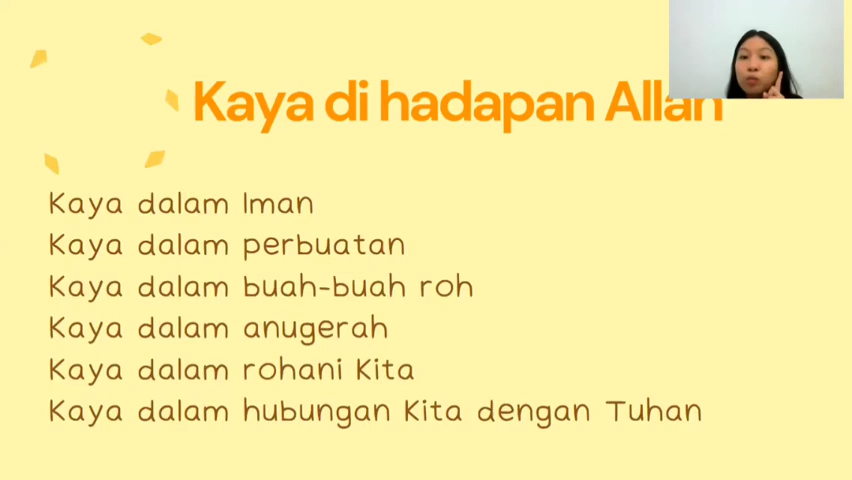 Kaya di hadapan Allah
Kaya dalam Iman
Kaya dalam perbuatan
Kaya dalam buah-buah roh
Kaya dalam anugerah
Kaya dalam rohani Kita
Kaya dalam hubungan Kita dengan Tuhan